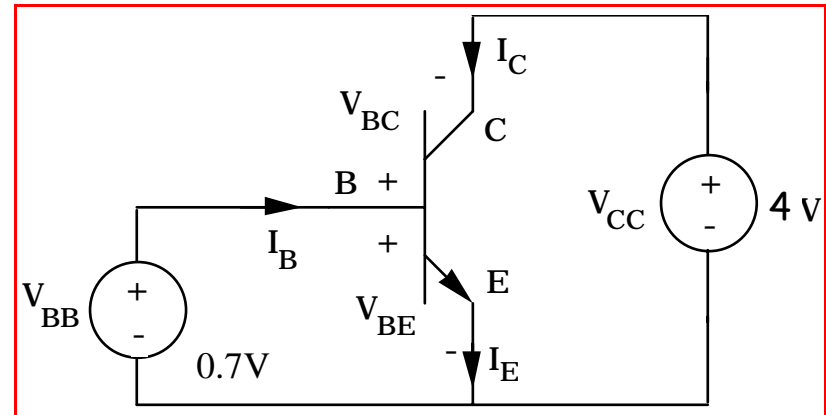 I_C
-
V_BC
C
B +
+
V_CC
-
4 V
I_B
+
E
V_BB
+
-
V_BE
0.7V
-
I_E